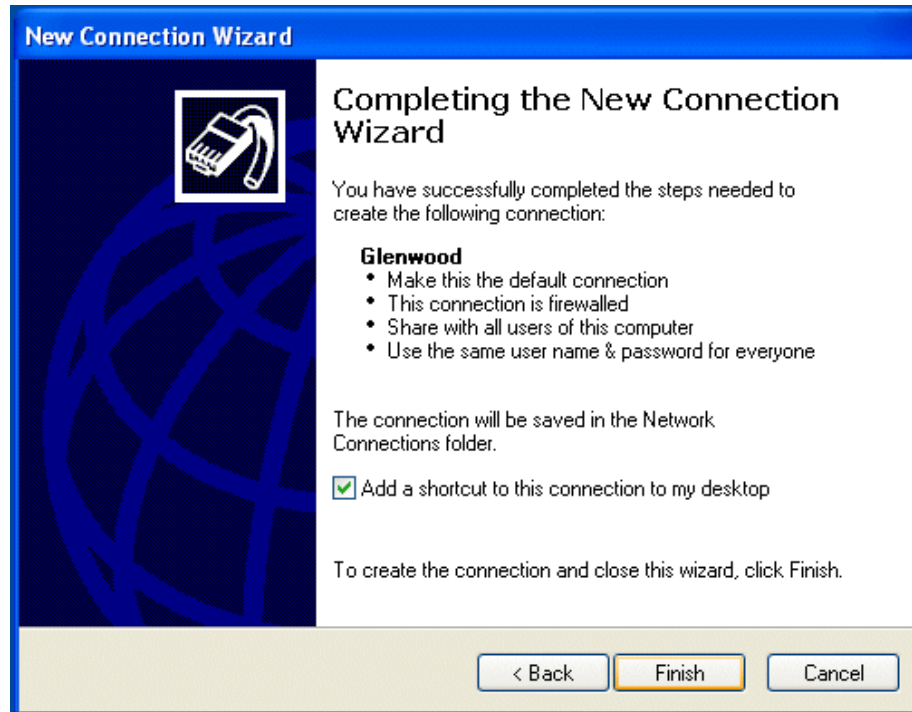 New Connection Wizard
Completing the New Connection
Wizard
You have successfully completed the steps needed to
create the following connection:
Glenwood
• Make this the default connection
• This connection is firewalled
• Share with all users of this computer
• Use the same user name & password for everyone
The connection will be saved in the Network
Connections folder.
Add a shortcut to this connection to my desktop
To create the connection and close this wizard, click Finish.
< Back Finish Cancel